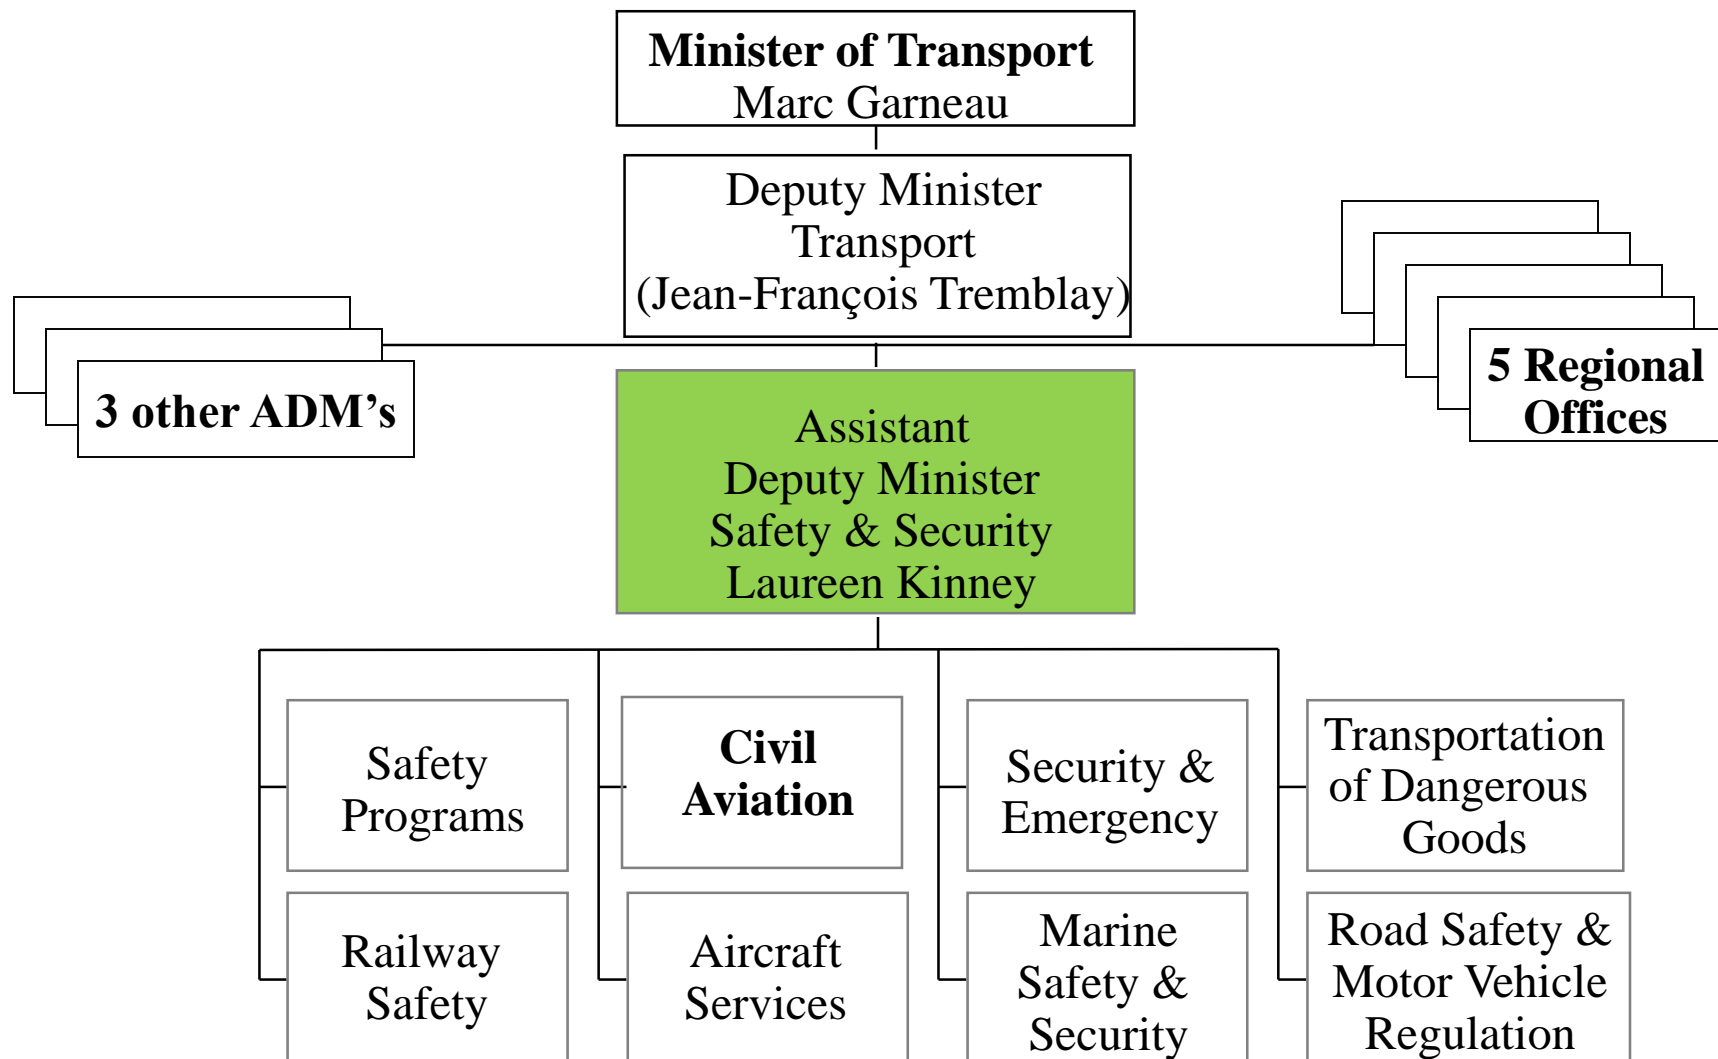 Minister of Transport
Marc Garneau
Deputy Minister
Transport
(Jean-François Tremblay)
3 other ADM’s
5 Regional
Offices
Assistant
Deputy Minister
Safety & Security
Laureen Kinney
Safety
Programs
Civil
Aviation
Security &
Emergency
Transportation
of Dangerous
Goods
Railway
Safety
Aircraft
Services
Marine
Safety &
Security
Road Safety &
Motor Vehicle
Regulation